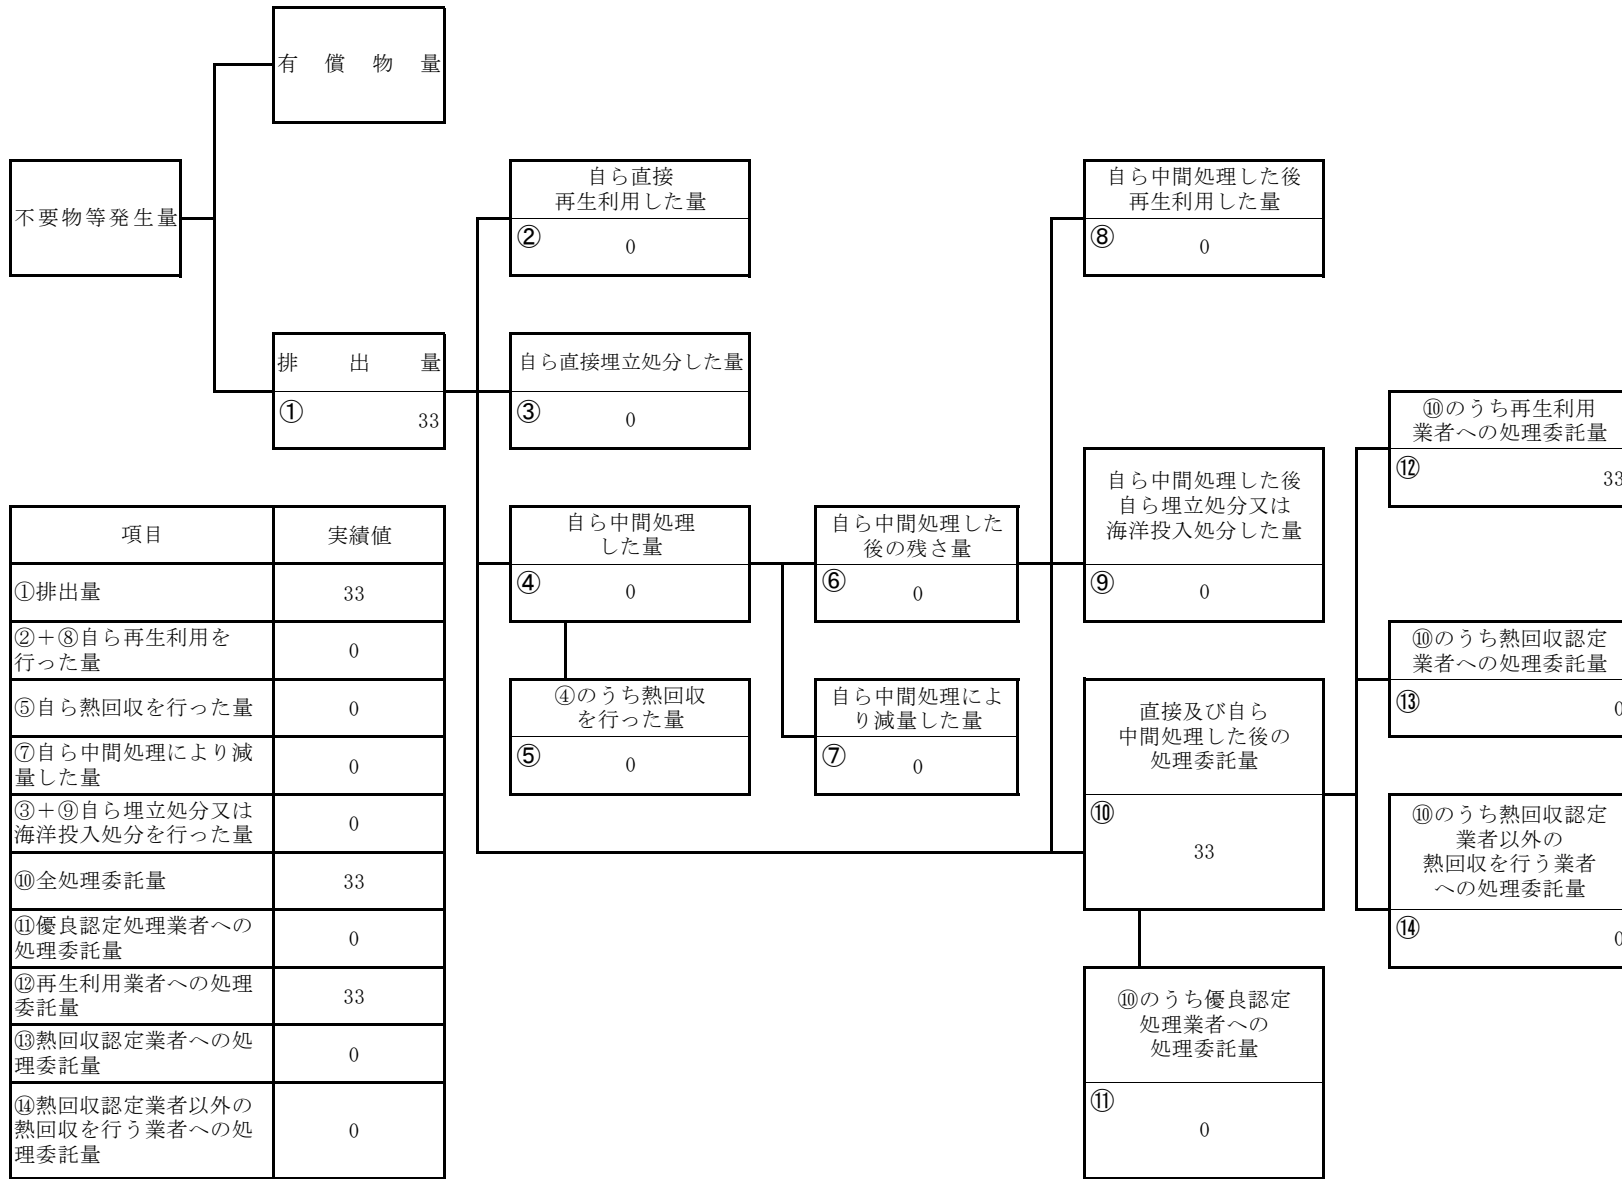 有償物量
不要物等発生量
排出量
① 33
自ら直接
再生利用した量
② 0
自ら直接埋立処分した量
③ 0
自ら中間処理
した量
④ 0
④のうち熱回収
を行った量
⑤ 0
自ら中間処理した
後の残さ量
⑥ 0
自ら中間処理によ
り減量した量
⑦ 0
自ら中間処理した後
再生利用した量
⑧ 0
自ら中間処理した後
自ら埋立処分又は
海洋投入処分した量
⑨ 0
直接及び自ら
中間処理した後の
処理委託量
⑩
33
⑩のうち優良認定
処理業者への
処理委託量
⑪
0
⑩のうち再生利用
業者への処理委託量
⑫ 33
⑩のうち熱回収認定
業者への処理委託量
⑬ 0
⑩のうち熱回収認定
業者以外の
熱回収を行う業者
への処理委託量
⑭ 0
項目 実績値
①排出量 33
②+⑧自ら再生利用を
行った量 0
⑤自ら熱回収を行った量 0
⑦自ら中間処理により減
量した量 0
③+⑨自ら埋立処分又は
海洋投入処分を行った量 0
⑩全処理委託量 33
⑪優良認定処理業者への
処理委託量 0
⑫再生利用業者への処理
委託量 33
⑬熱回収認定業者への処
理委託量 0
⑭熱回収認定業者以外の
熱回収を行う業者への処
理委託量 0